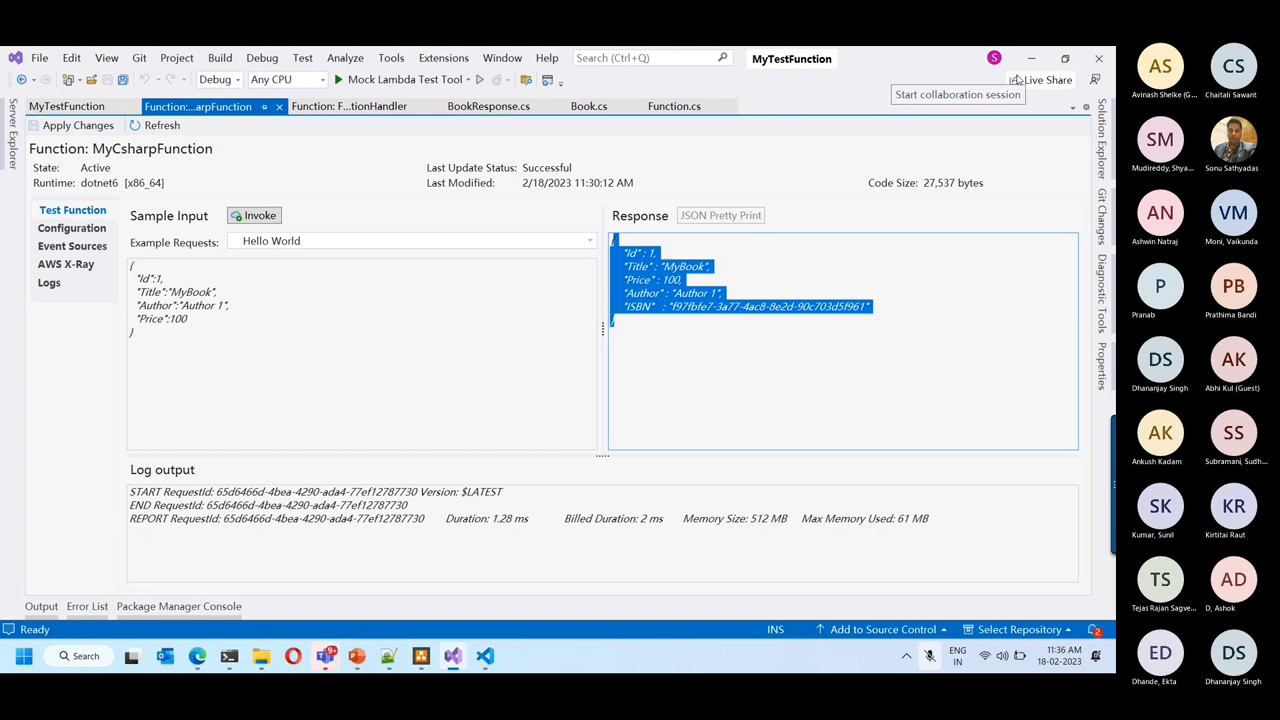 File Edit View Git Project Build Debug Test Analyze Tools Extensions Window Help Search (Ctrl+Q) MyTestFunction S
Debug Any CPU Mock Lambda Test Tool Live Share
Start collaboration session
MyTestFunction Function:...arpFunction Function: F...tionHandler BookResponse.cs Book.cs Function.cs
Apply Changes Refresh
Function: MyCsharpFunction
State: Active Last Update Status: Successful
Runtime: dotnet6 [x86_64] Last Modified: 2/18/2023 11:30:12 AM Code Size: 27,537 bytes
Test Function
Configuration
Event Sources
AWS X-Ray
Logs
Sample Input Invoke
Example Requests: Hello World
{
"Id":1,
"Title":"MyBook",
"Author":"Author 1",
"Price":100
}
Response JSON Pretty Print
{
"Id" : 1,
"Title" : "MyBook",
"Price" : 100,
"Author" : "Author 1",
"ISBN" : "f97fbfe7-3a77-4ac8-8e2d-90c703d5f961"
}
Log output
START RequestId: 65d6466d-4bea-4290-ada4-77ef12787730 Version: $LATEST
END RequestId: 65d6466d-4bea-4290-ada4-77ef12787730
REPORT RequestId: 65d6466d-4bea-4290-ada4-77ef12787730 Duration: 1.28 ms Billed Duration: 2 ms Memory Size: 512 MB Max Memory Used: 61 MB
Server Explorer
Solution Explorer
Git Changes
Diagnostic Tools
Properties
Output Error List Package Manager Console
Ready INS Add to Source Control Select Repository 2
Search 9+ ENG IN 11:36 AM 18-02-2023
AS CS
Avinash Shelke (G... Chaitali Sawant
SM
Mudireddy, Shya... Sonu Sathyadas
AN VM
Ashwin Natraj Moni, Vaikunda
P PB
Pranab Prathima Bandi
DS AK
Dhananjay Singh Abhi Kul (Guest)
AK SS
Ankush Kadam Subramani, Sudh...
SK KR
Kumar, Sunil Kirtitai Raut
TS AD
Tejas Rajan Sagve... D, Ashok
ED DS
Dhande, Ekta Dhananjay Singh